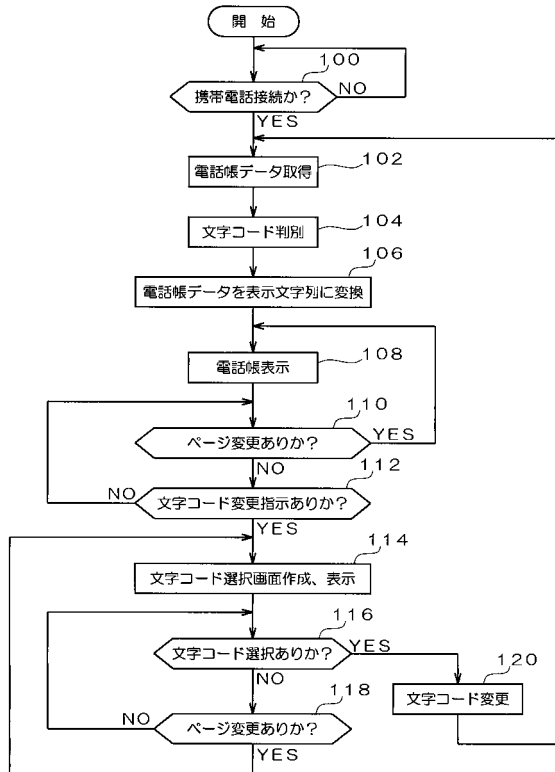 開始
100
携帯電話接続か？
NO
YES
102
電話帳データ取得
104
文字コード判別
106
電話帳データを表示文字列に変換
108
電話帳表示
110
ページ変更ありか？
YES
NO
112
NO
文字コード変更指示ありか？
YES
114
文字コード選択画面作成、表示
116
文字コード選択ありか？
YES
NO
120
文字コード変更
118
NO
ページ変更ありか？
YES